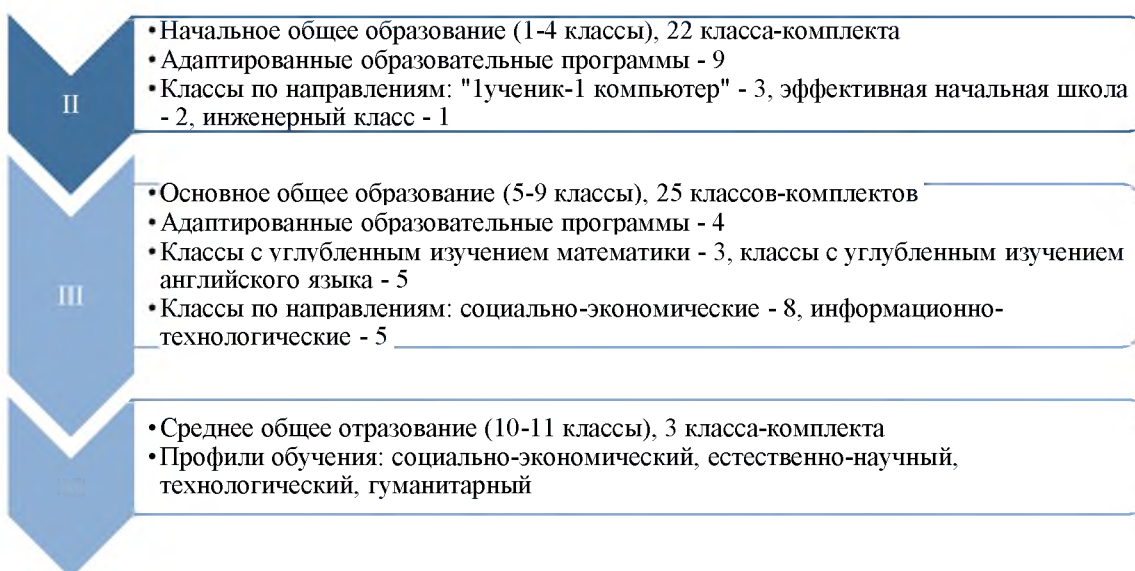 •Начальное общее образование (1-4 классы), 22 класса-комплекта
•Адаптированные образовательные программы - 9
•Классы по направлениям: "1ученик-1 компьютер" - 3, эффективная начальная школа
- 2, инженерный класс - 1
II
•Основное общее образование (5-9 классы), 25 классов-комплектов
•Адаптированные образовательные программы - 4
•Классы с углубленным изучением математики - 3, классы с углубленным изучением
английского языка - 5
•Классы по направлениям: социально-экономические - 8, информационно-
технологические - 5
III
•Среднее общее отразование (10-11 классы), 3 класса-комплекта
•Профили обучения: социально-экономический, естественно-научный,
технологический, гуманитарный